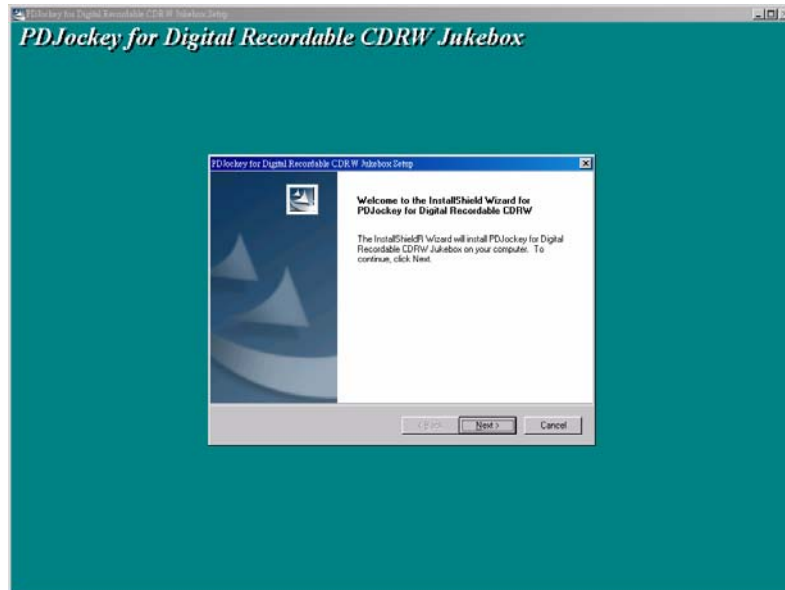 PDJockey for Digital Recordable CDRW Jukebox Setup
PDJockey for Digital Recordable CDRW Jukebox
PDJockey for Digital Recordable CDRW Jukebox Setup
Welcome to the InstallShield Wizard for
PDJockey for Digital Recordable CDRW
The InstallShieldR Wizard will install PDJockey for Digital
Recordable CDRW Jukebox on your computer. To
continue, click Next.
< Back Next > Cancel